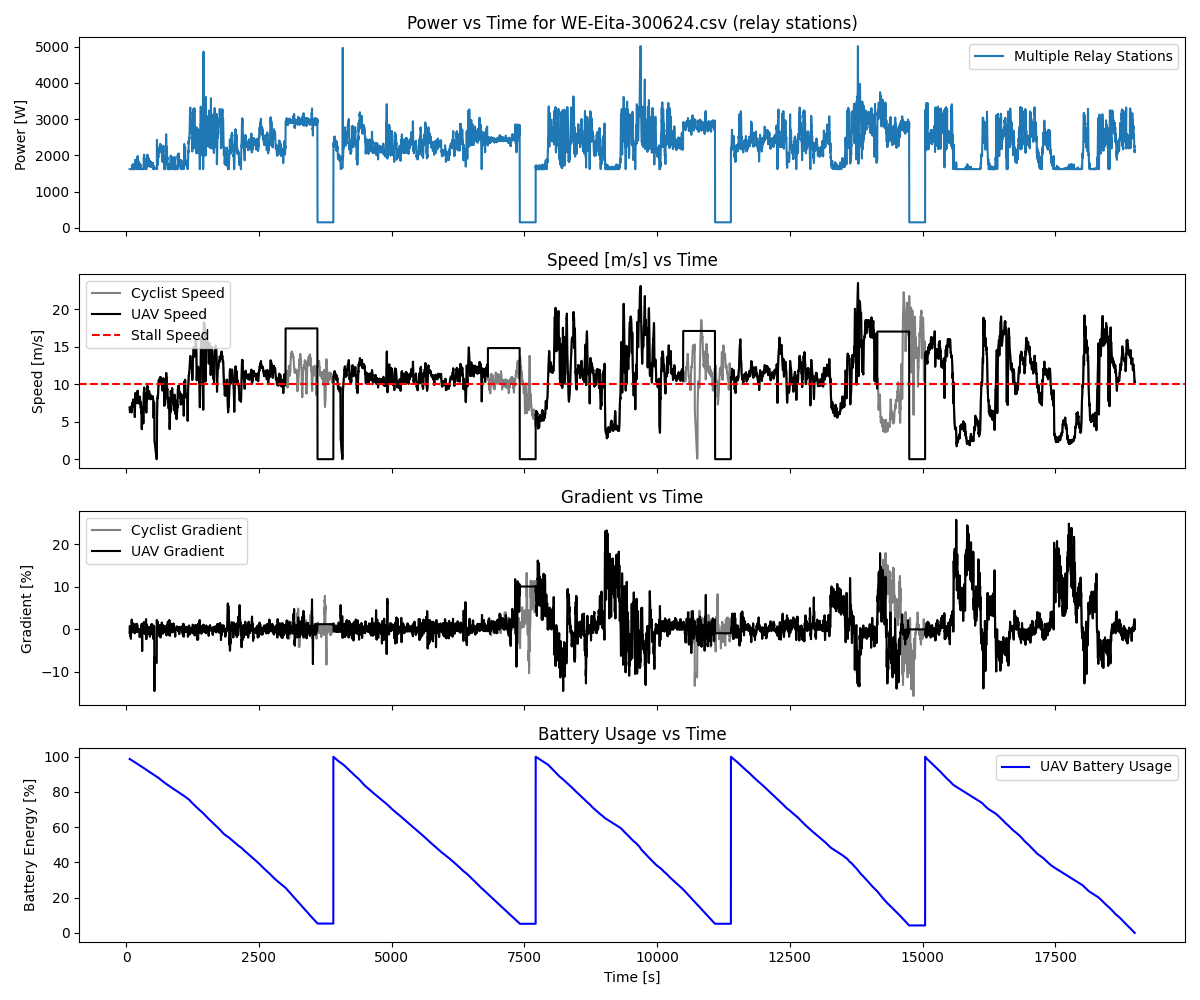 Power vs Time for WE-Eita-300624.csv (relay stations)
5000
4000
3000
2000
1000
0
Power [W]
Multiple Relay Stations
Speed [m/s] vs Time
20
15
10
5
0
Speed [m/s]
Cyclist Speed
UAV Speed
Stall Speed
Gradient vs Time
20
10
0
−10
Gradient [%]
Cyclist Gradient
UAV Gradient
Battery Usage vs Time
100
80
60
40
20
0
Battery Energy [%]
UAV Battery Usage
0 2500 5000 7500 10000 12500 15000 17500
Time [s]